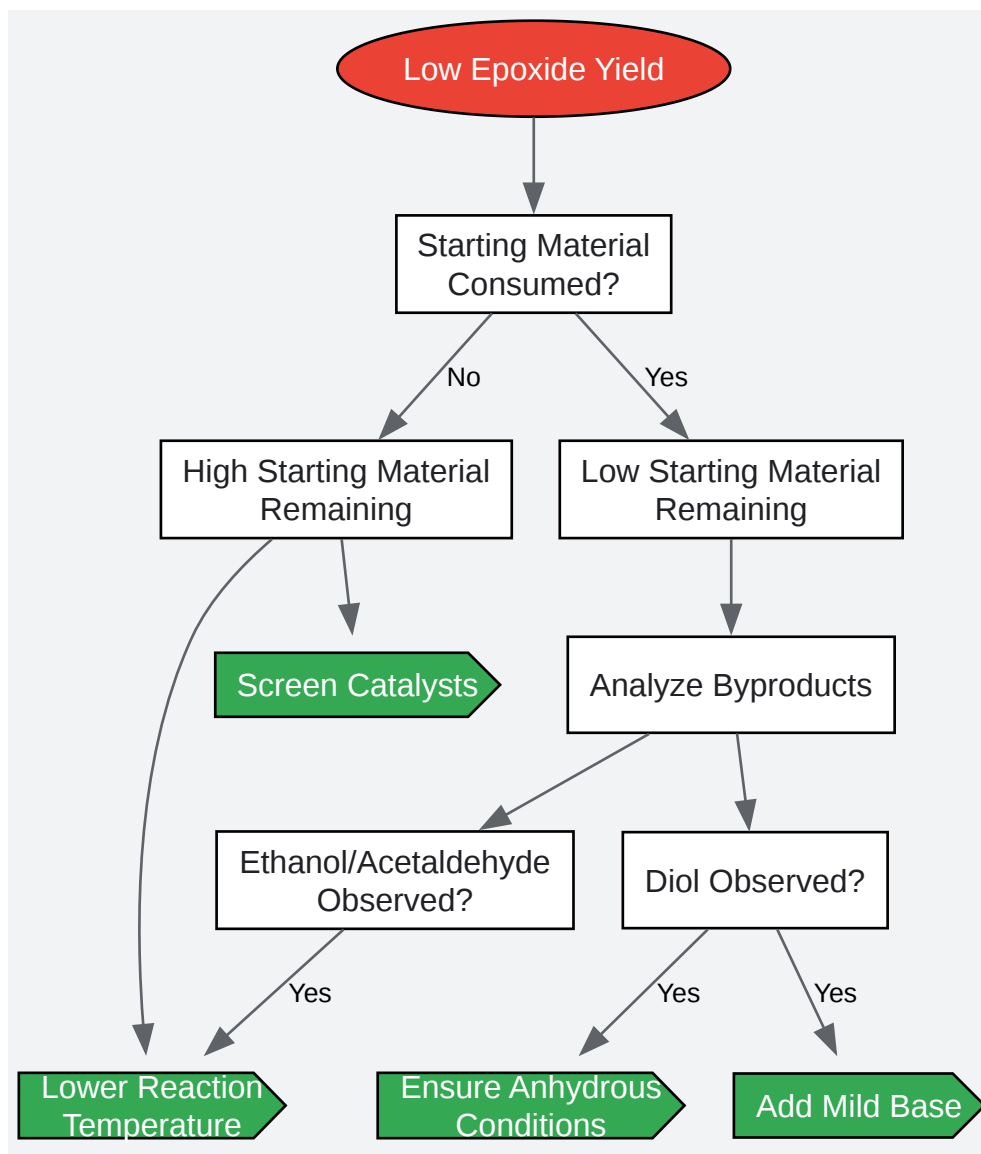 Low Epoxide Yield
Starting Material
Consumed?
No
Yes
High Starting Material
Remaining
Low Starting Material
Remaining
Screen Catalysts
Analyze Byproducts
Ethanol/Acetaldehyde
Observed?
Diol Observed?
Yes
Yes
Yes
Lower Reaction
Temperature
Ensure Anhydrous
Conditions
Add Mild Base